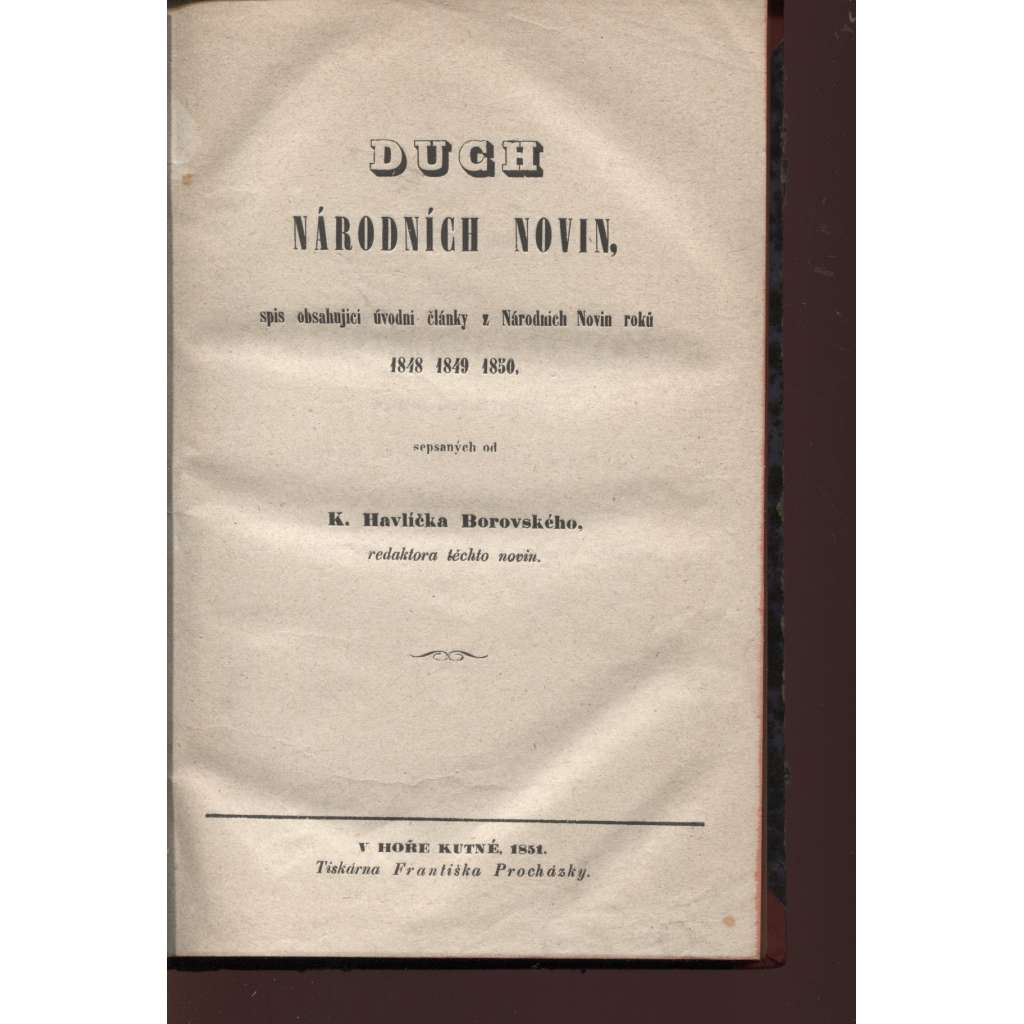 DUCH
NÁRODNÍCH NOVIN,
spis obsahující úvodní články z Národních Novin roků
1848 1849 1850,
sepsaných od
K. Havlíčka Borovského,
redaktora těchto novin.
V HOŘE KUTNÉ, 1851.
Tiskárna Františka Procházky.